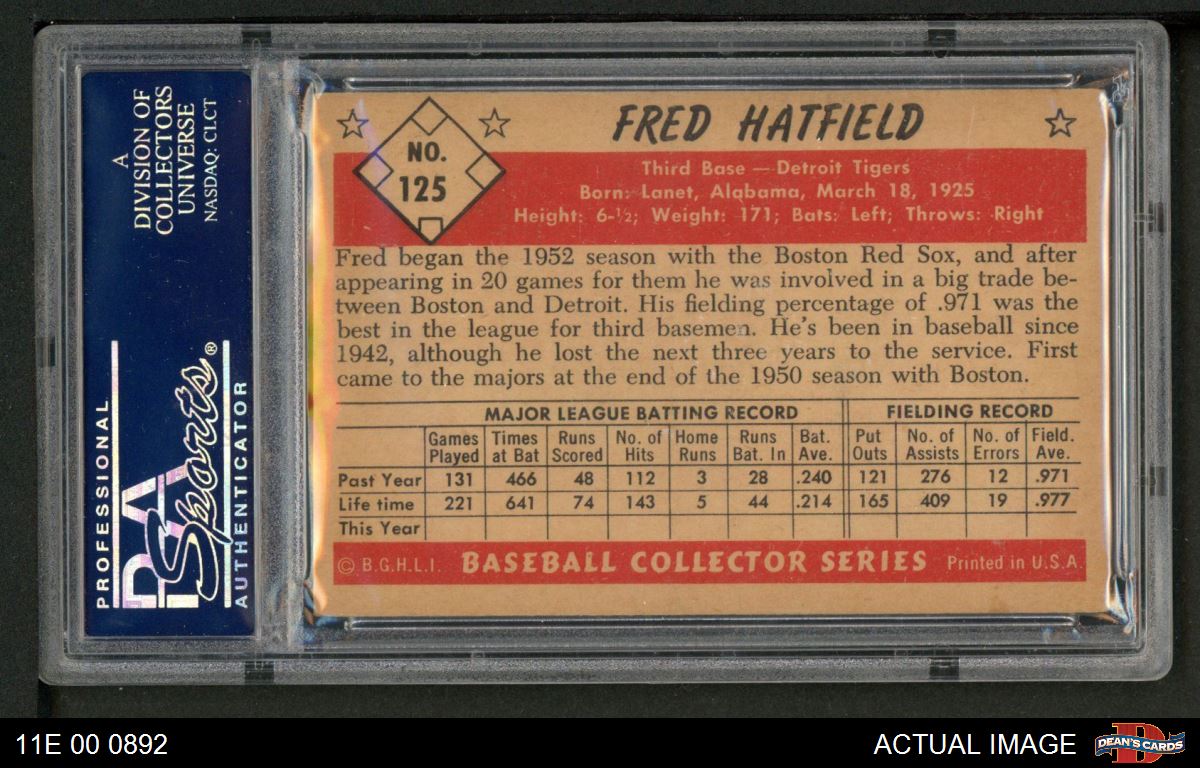 A
DIVISION OF
COLLECTORS
UNIVERSE
NASDAQ: CLCT
PROFESSIONAL
PSA
Sports®
AUTHENTICATOR
NO.
125
FRED HATFIELD
Third Base — Detroit Tigers
Born: Lanet, Alabama, March 18, 1925
Height: 6-½; Weight: 171; Bats: Left; Throws: Right
Fred began the 1952 season with the Boston Red Sox, and after
appearing in 20 games for them he was involved in a big trade be-
tween Boston and Detroit. His fielding percentage of .971 was the
best in the league for third basemen. He's been in baseball since
1942, although he lost the next three years to the service. First
came to the majors at the end of the 1950 season with Boston.
MAJOR LEAGUE BATTING RECORD FIELDING RECORD
Games Times Runs No. of Home Runs Bat. Put No. of No. of Field.
Played at Bat Scored Hits Runs Bat. In Ave. Outs Assists Errors Ave.
Past Year 131 466 48 112 3 28 .240 121 276 12 .971
Life time 221 641 74 143 5 44 .214 165 409 19 .977
This Year
© B.G.H.L.I. BASEBALL COLLECTOR SERIES Printed in U.S.A.
11E 00 0892
ACTUAL IMAGE
D
DEAN'S CARDS